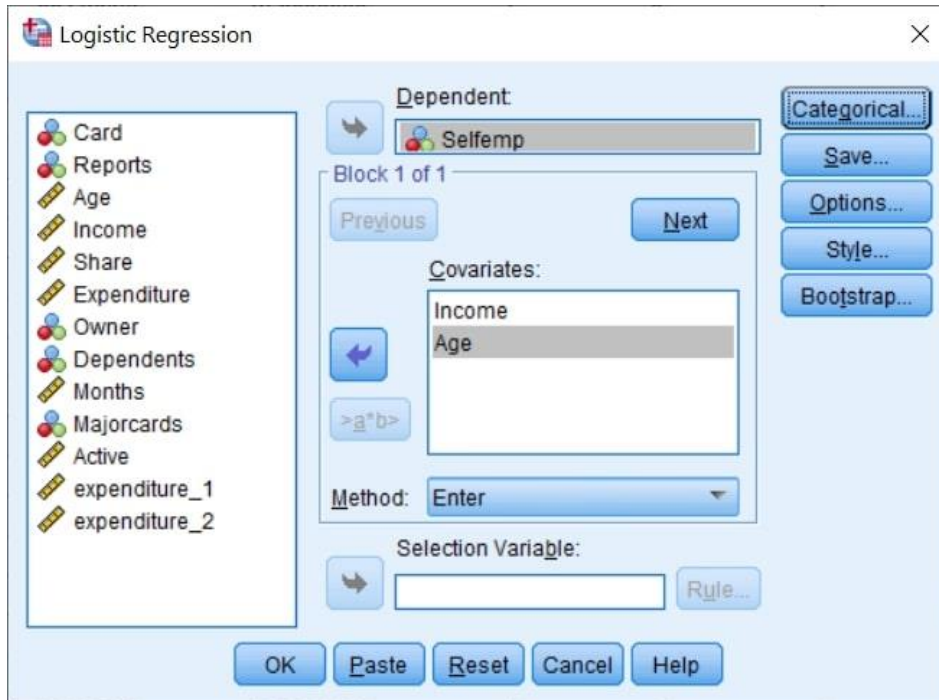 Logistic Regression
Card
Reports
Age
Income
Share
Expenditure
Owner
Dependents
Months
Majorcards
Active
expenditure_1
expenditure_2
Dependent:
Selfemp
Block 1 of 1
Previous
Next
Covariates:
Income
Age
>a*b>
Method:
Enter
Selection Variable:
Rule...
Categorical...
Save...
Options...
Style...
Bootstrap...
OK
Paste
Reset
Cancel
Help